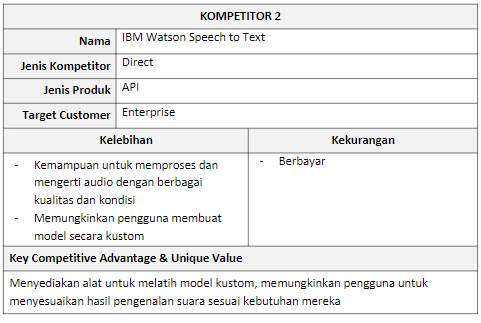 KOMPETITOR 2
Nama IBM Watson Speech to Text
Jenis Kompetitor Direct
Jenis Produk API
Target Customer Enterprise
Kelebihan Kekurangan
- Kemampuan untuk memproses dan
mengerti audio dengan berbagai
kualitas dan kondisi
- Memungkinkan pengguna membuat
model secara kustom
- Berbayar
Key Competitive Advantage & Unique Value
Menyediakan alat untuk melatih model kustom, memungkinkan pengguna untuk
menyesuaikan hasil pengenalan suara sesuai kebutuhan mereka